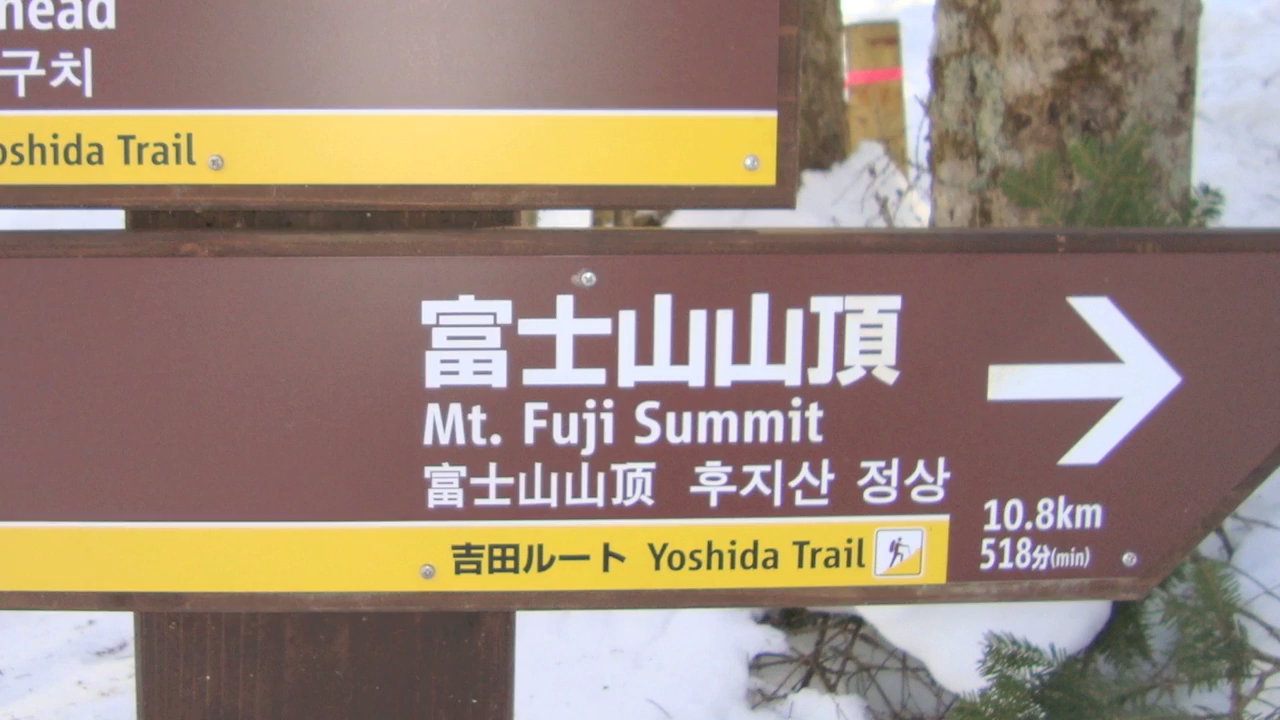 head
구치
oshida Trail
富士山山頂
Mt. Fuji Summit
富士山山顶 후지산 정상
10.8km
518分(min)
吉田ルート Yoshida Trail